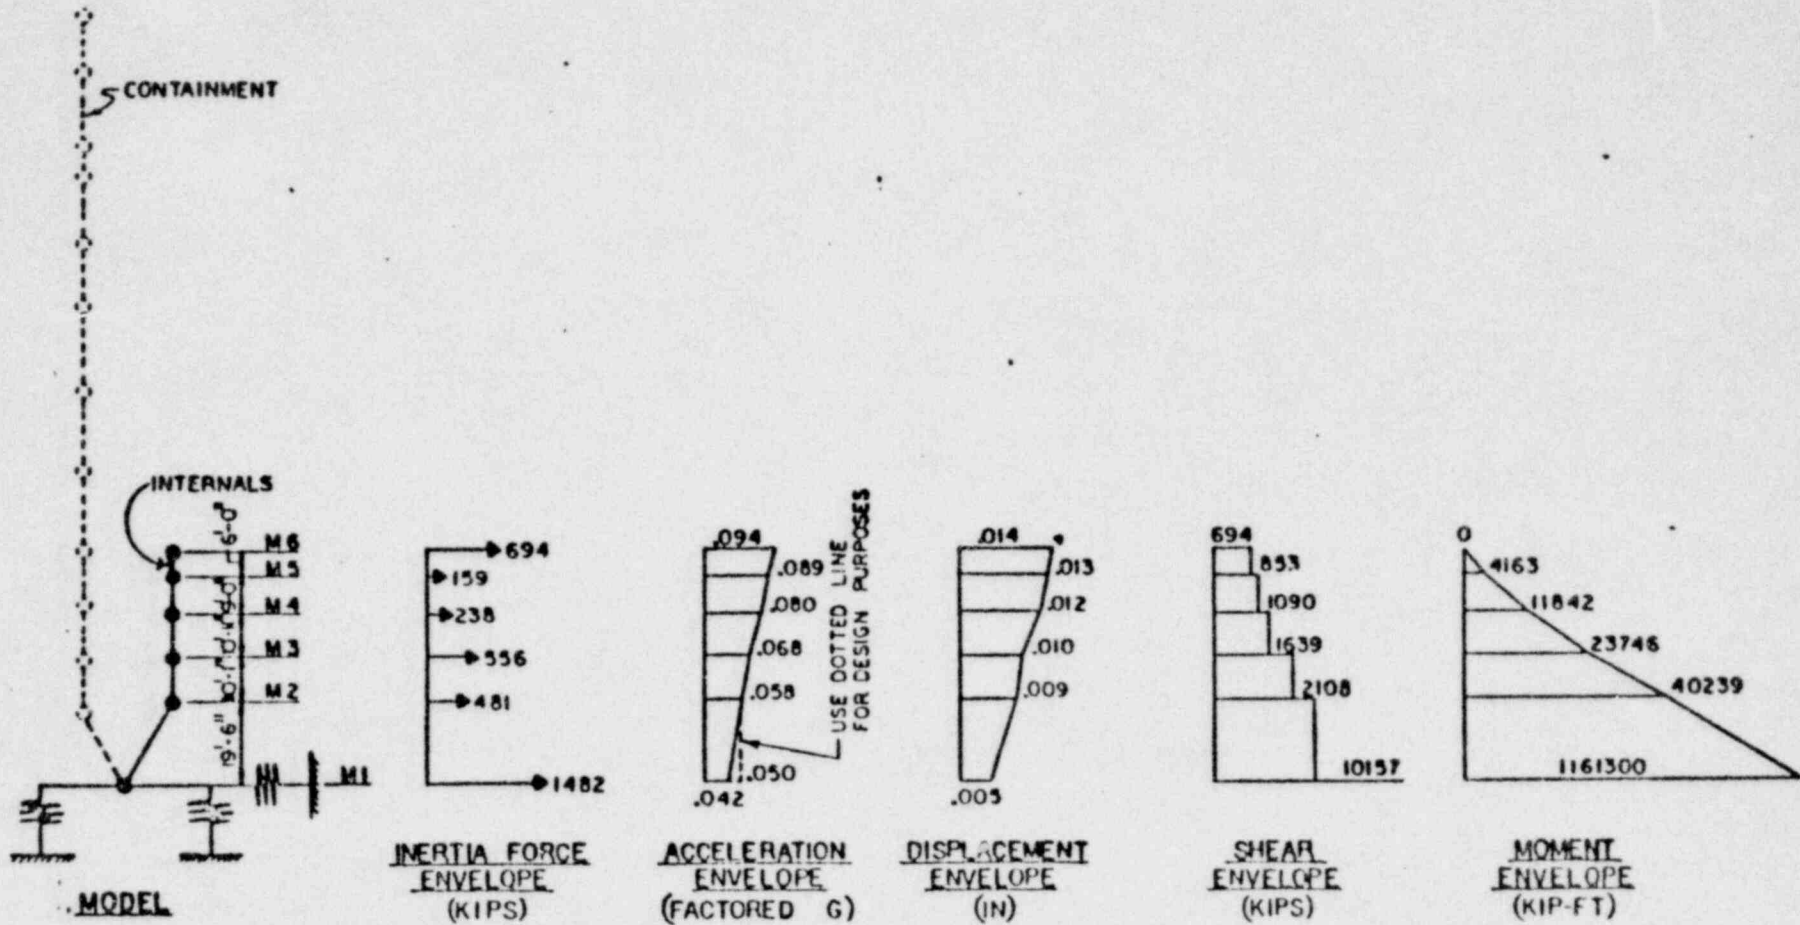 CONTAINMENT
INTERNALS
6'-0"
M6
M5
M4
M3
M2
M1
19'-6"
MODEL
694
159
238
556
481
1482
INERTIA FORCE
ENVELOPE
(KIPS)
.094
.089
.080
.068
.058
.050
.042
USE DOTTED LINE
FOR DESIGN PURPOSES
ACCELERATION
ENVELOPE
(FACTORED G)
.014
.013
.012
.010
.009
.005
DISPLACEMENT
ENVELOPE
(IN)
694
853
1090
1639
2108
10157
SHEAR
ENVELOPE
(KIPS)
0
4163
11842
23746
40239
1161300
MOMENT
ENVELOPE
(KIP-FT)